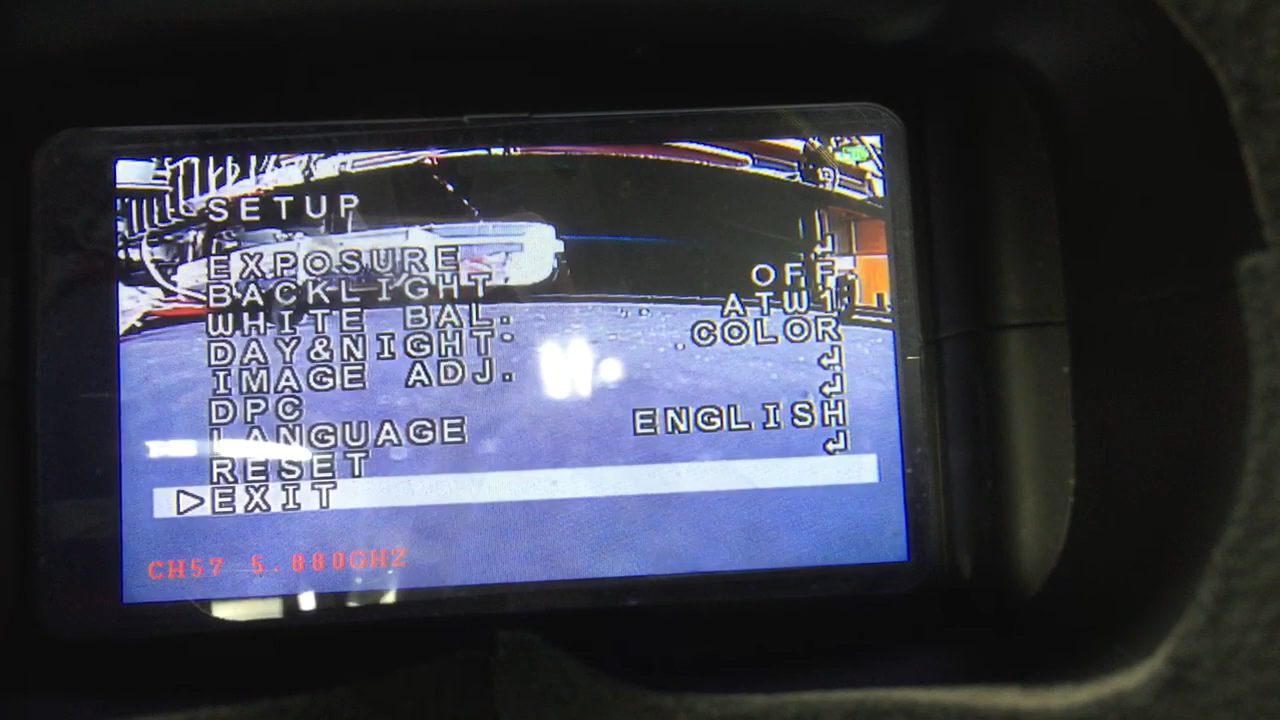 SETUP
EXPOSURE
BACKLIGHT OFF
WHITE BAL. ATW1
DAY&NIGHT COLOR
IMAGE ADJ.
DPC
LANGUAGE ENGLISH
RESET
EXIT
CH57 5.880GHZ